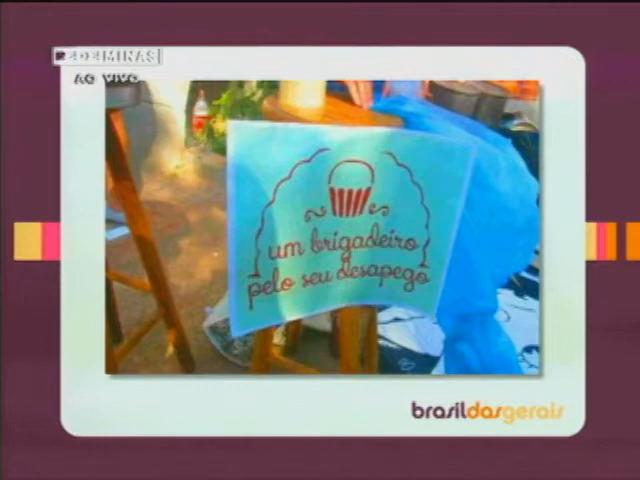 REDEMINAS
AO VIVO
um brigadeiro
pelo seu desapego
brasildasgerais